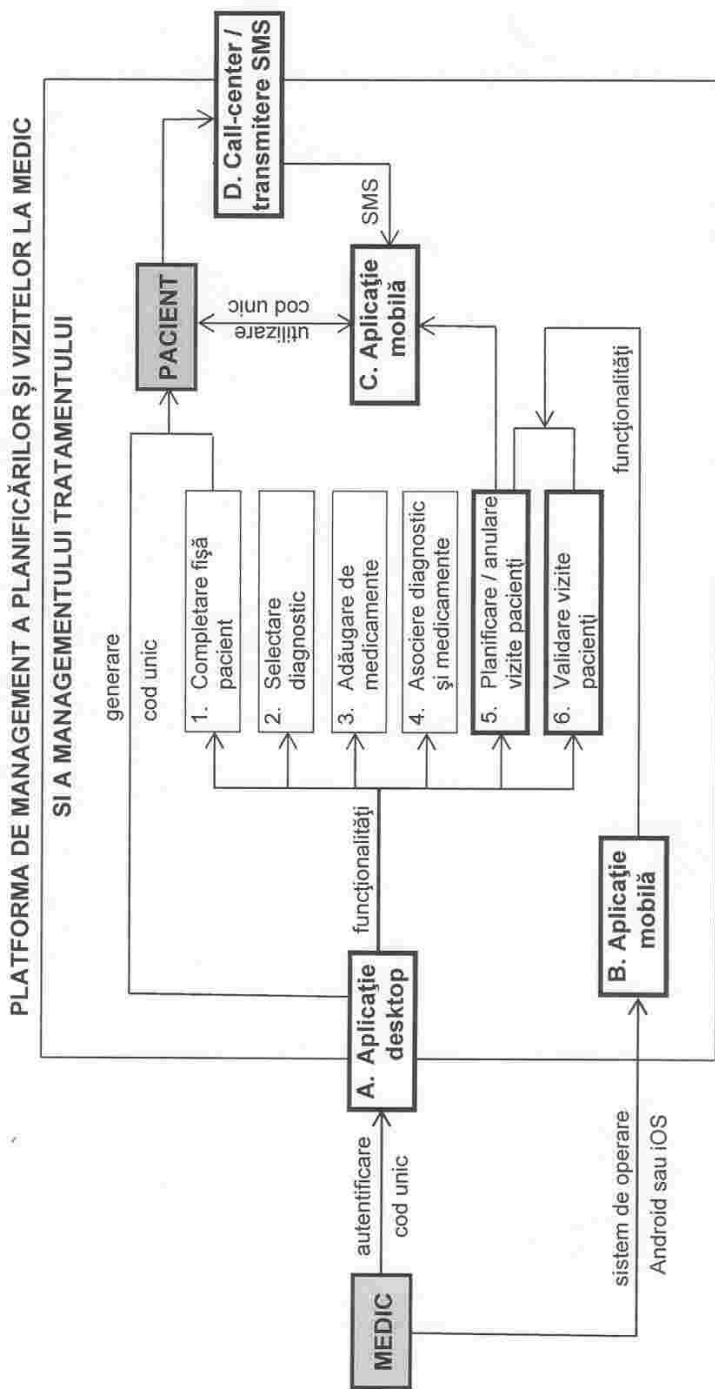 PLATFORMA DE MANAGEMENT A PLANIFICĂRILOR ȘI VIZITELOR LA MEDIC
SI A MANAGEMENTULUI TRATAMENTULUI
MEDIC
autentificare
cod unic
sistem de operare
Android sau iOS
A. Aplicaţie
desktop
B. Aplicaţie
mobilă
generare
cod unic
funcţionalităţi
1. Completare fişă
pacient
2. Selectare
diagnostic
3. Adăugare de
medicamente
4. Asociere diagnostic
şi medicamente
5. Planificare / anulare
vizite pacienţi
6. Validare vizite
pacienţi
funcţionalităţi
PACIENT
utilizare
cod unic
C. Aplicaţie
mobilă
SMS
D. Call-center /
transmitere SMS